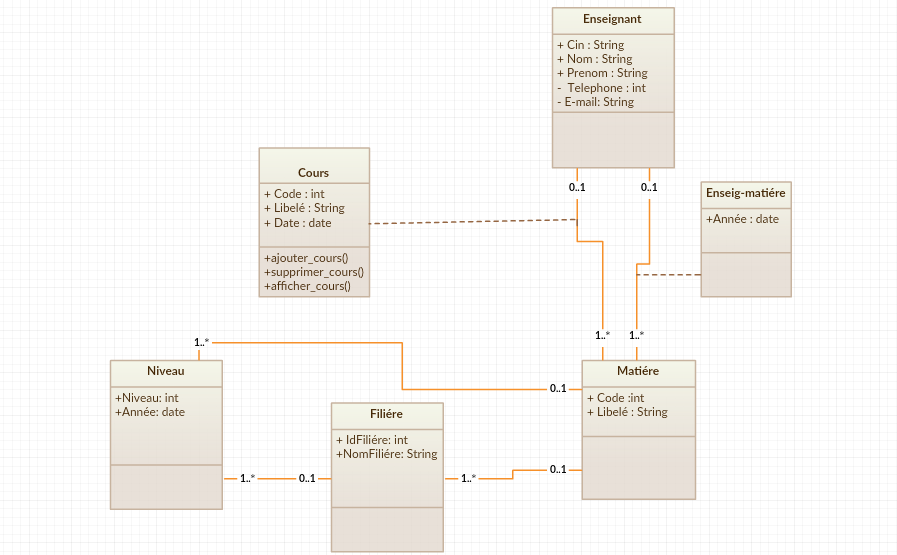 Enseignant
+ Cin : String
+ Nom : String
+ Prenom : String
- Telephone : int
- E-mail: String
0..1
0..1
Cours
+ Code : int
+ Libelé : String
+ Date : date
+ajouter_cours()
+supprimer_cours()
+afficher_cours()
Enseig-matiére
+Année : date
1..*
1..*
1..*
Niveau
+Niveau: int
+Année: date
0..1
Matiére
+ Code :int
+ Libelé : String
Filiére
+ IdFiliére: int
+NomFiliére: String
1..*
0..1
1..*
0..1